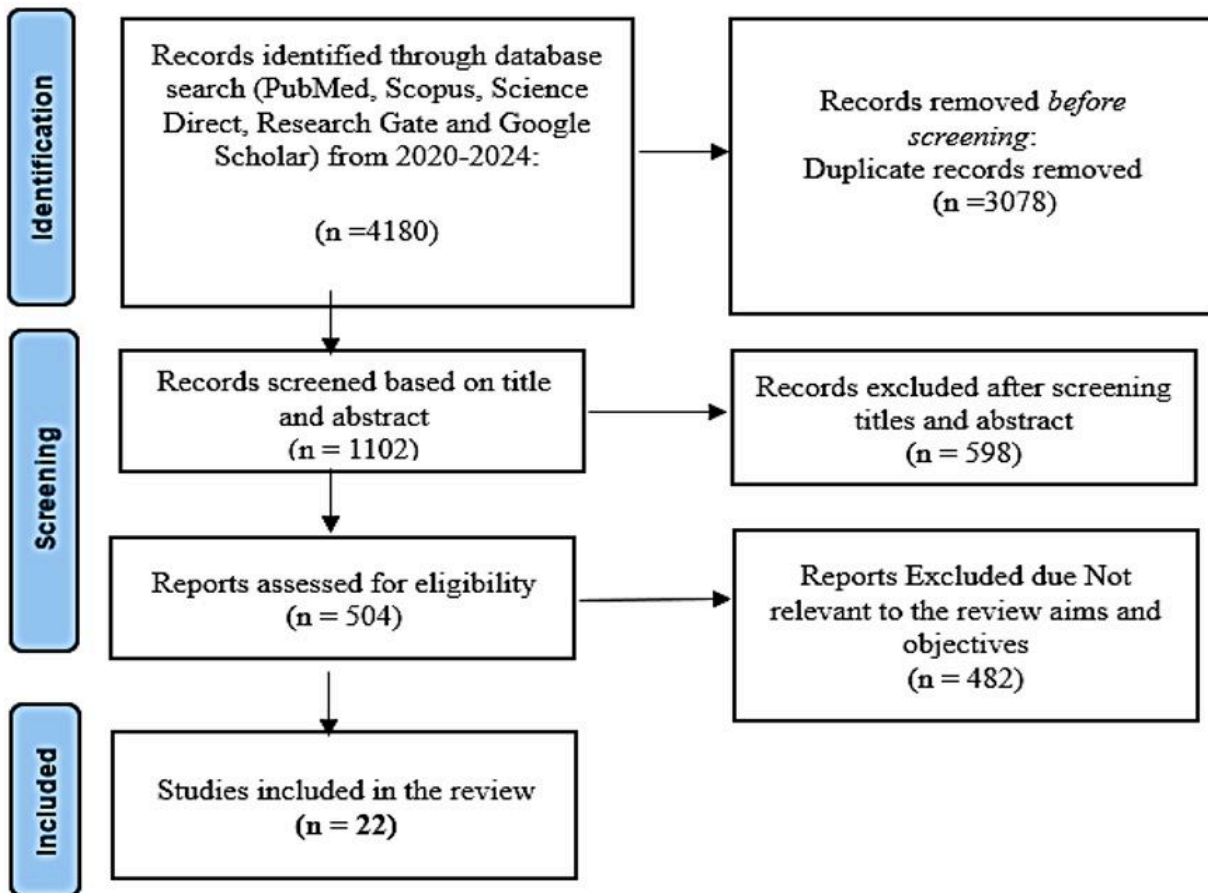 Identification
Records identified through database
search (PubMed, Scopus, Science
Direct, Research Gate and Google
Scholar) from 2020-2024:
(n =4180)
Records removed before
screening:
Duplicate records removed
(n =3078)
Screening
Records screened based on title
and abstract
(n = 1102)
Records excluded after screening
titles and abstract
(n = 598)
Reports assessed for eligibility
(n = 504)
Reports Excluded due Not
relevant to the review aims and
objectives
(n = 482)
Included
Studies included in the review
(n = 22)